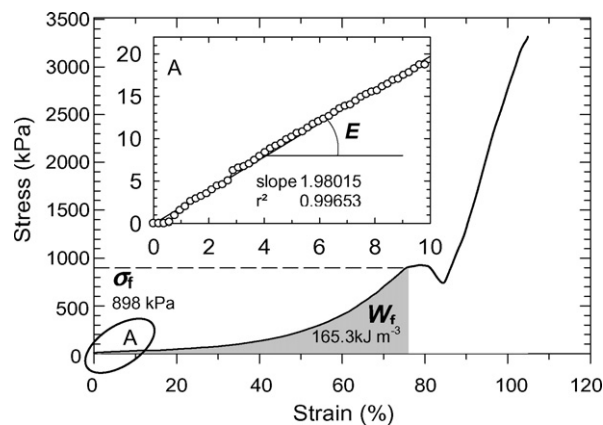 3500
3000
2500
2000
1500
1000
500
0
Stress (kPa)
20
15
10
5
0
A
E
slope 1.98015
r² 0.99653
0 2 4 6 8 10
σf
898 kPa
A
Wf
165.3kJ m-3
0 20 40 60 80 100 120
Strain (%)